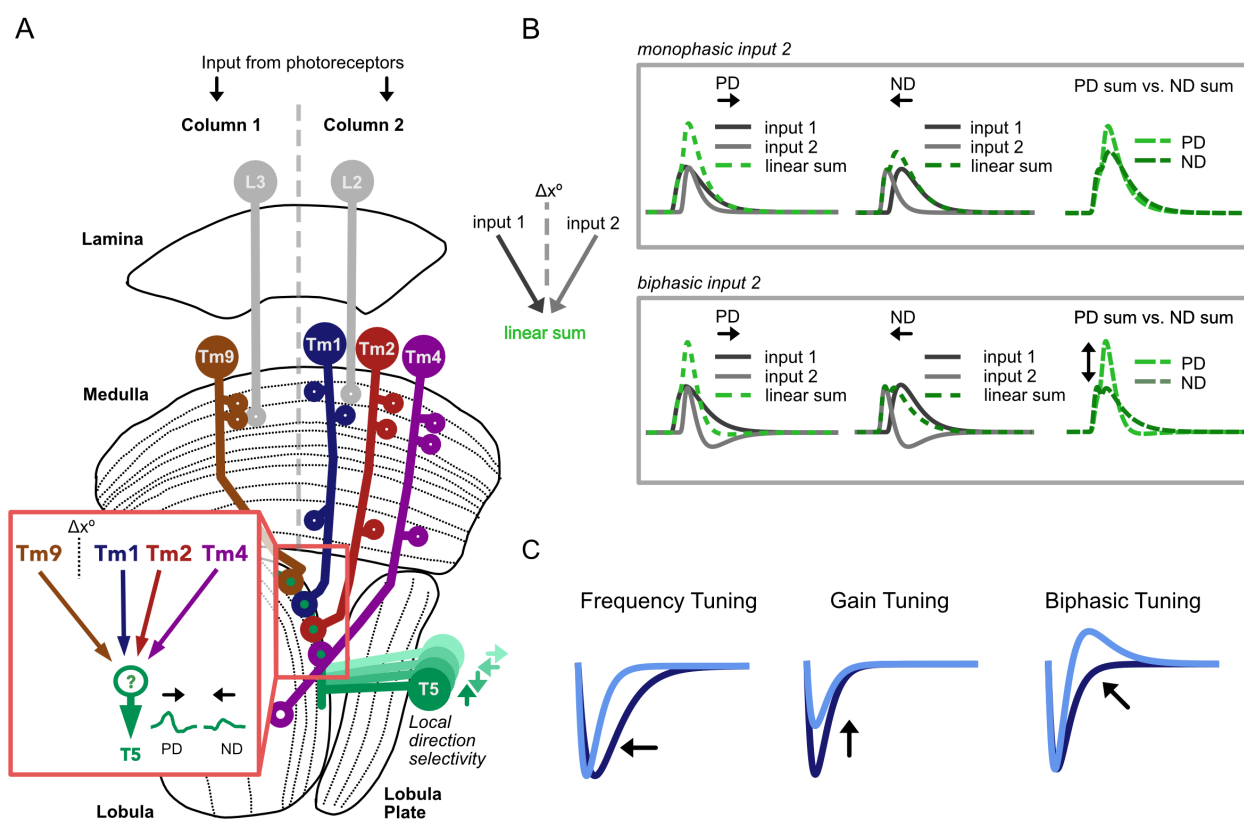 A
Input from photoreceptors
Column 1
Column 2
L3
L2
Lamina
Tm9
Tm1
Tm2
Tm4
Medulla
Δxº
Tm9
Tm1
Tm2
Tm4
?
T5
PD
ND
T5
Local
direction
selectivity
Lobula
Lobula
Plate
B
Δxº
input 1
input 2
linear sum
monophasic input 2
PD
input 1
input 2
linear sum
ND
input 1
input 2
linear sum
PD sum vs. ND sum
PD
ND
biphasic input 2
PD
input 1
input 2
linear sum
ND
input 1
input 2
linear sum
PD sum vs. ND sum
PD
ND
C
Frequency Tuning
Gain Tuning
Biphasic Tuning